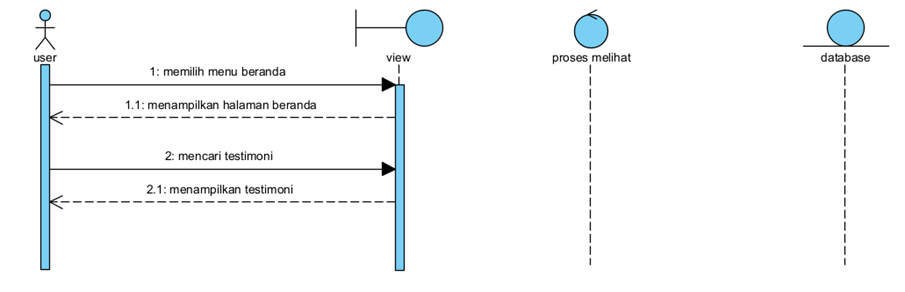 user
view
proses melihat
database
1: memilih menu beranda
1.1: menampilkan halaman beranda
2: mencari testimoni
2.1: menampilkan testimoni